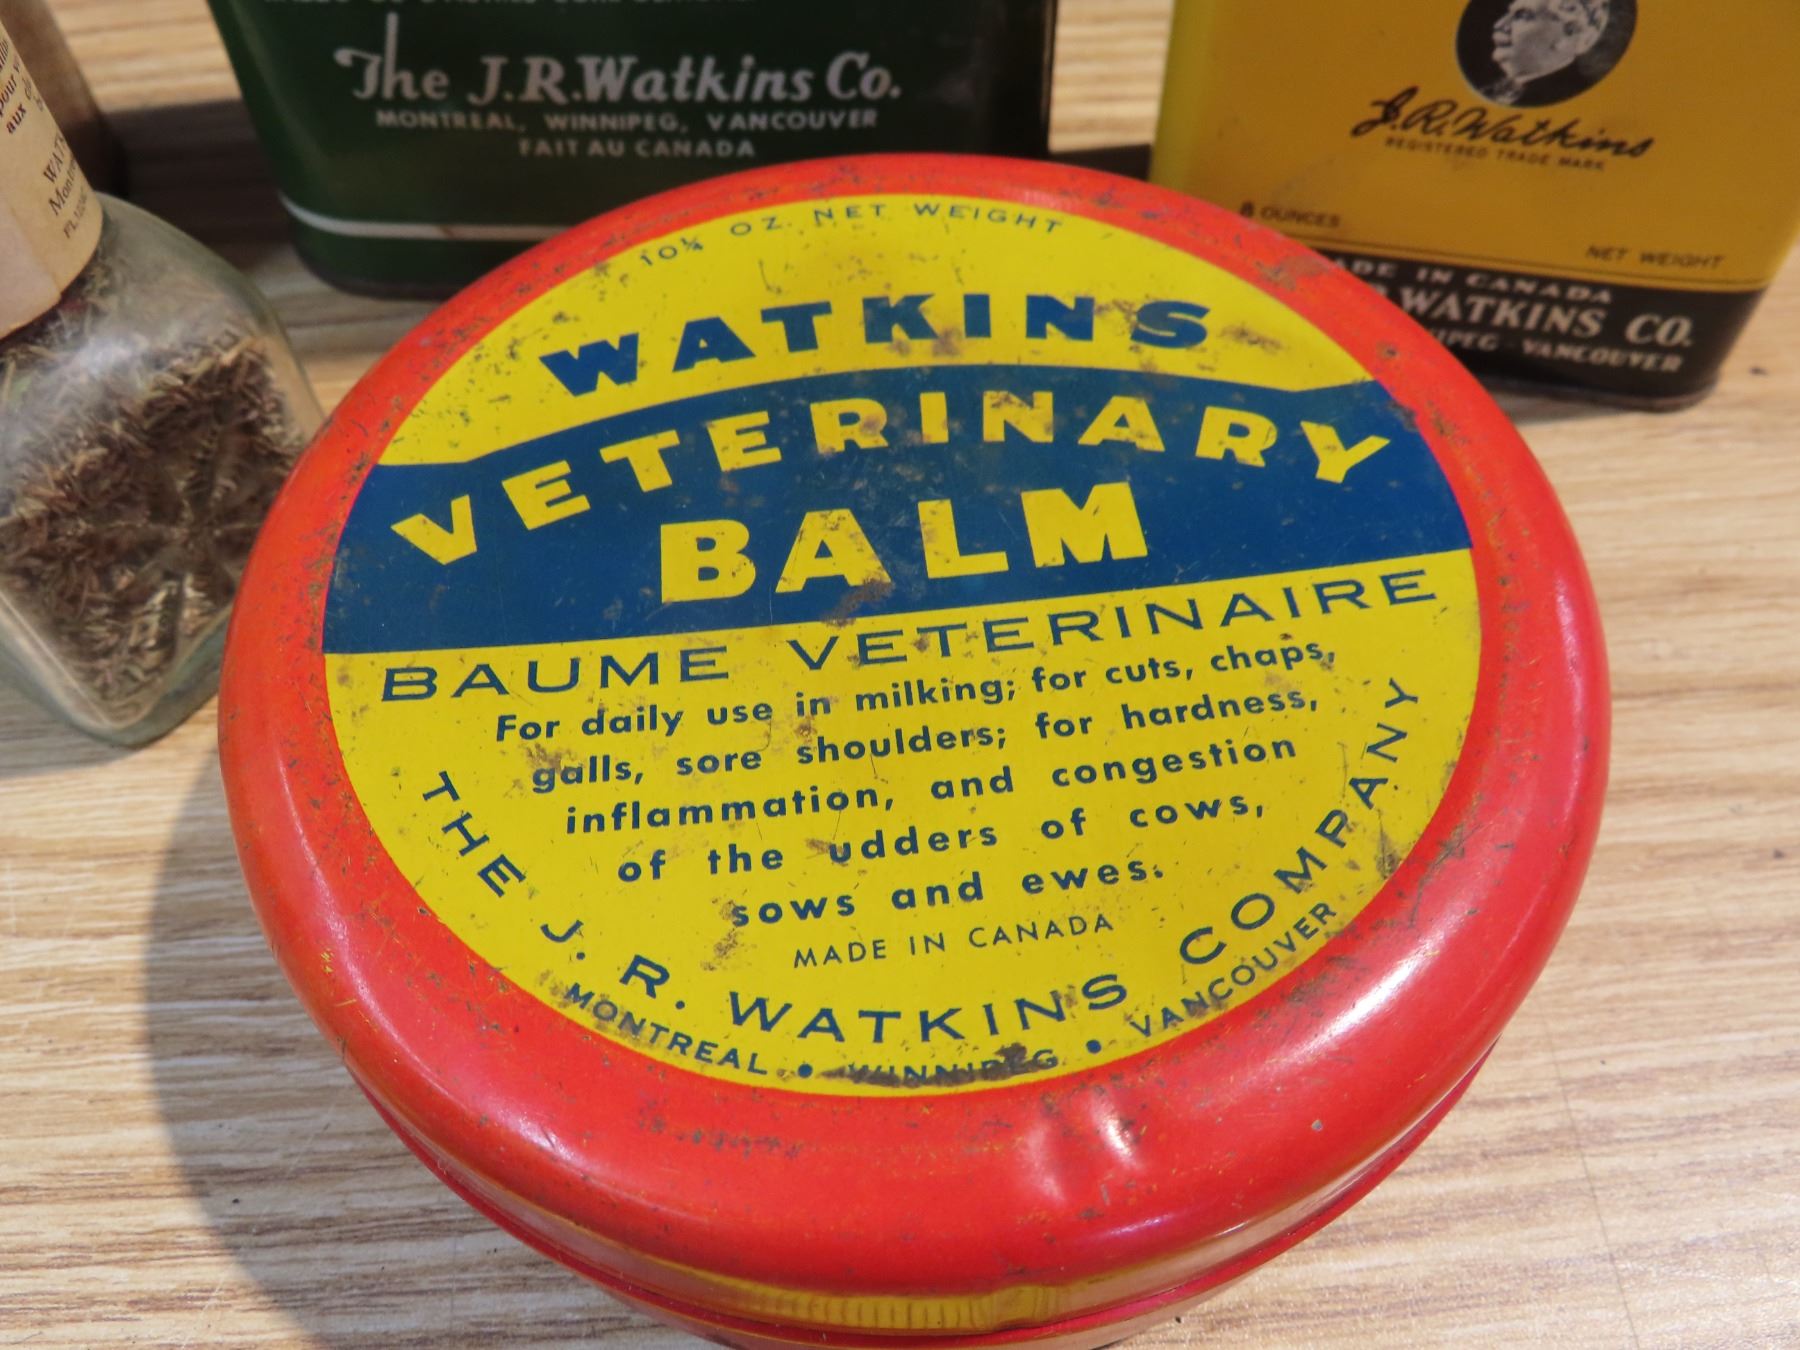 The J.R. Watkins Co.
MONTREAL, WINNIPEG, VANCOUVER
FAIT AU CANADA
J.R. Watkins
REGISTERED TRADE MARK
8 OUNCES
NET WEIGHT
IN CANADA
WATKINS CO.
VANCOUVER
aux
10¼ OZ. NET WEIGHT
WATKINS
VETERINARY
BALM
BAUME VETERINAIRE
For daily use in milking; for cuts, chaps,
galls, sore shoulders; for hardness,
inflammation, and congestion
of the udders of cows,
sows and ewes.
MADE IN CANADA
THE J. R. WATKINS COMPANY
MONTREAL • WINNIPEG • VANCOUVER